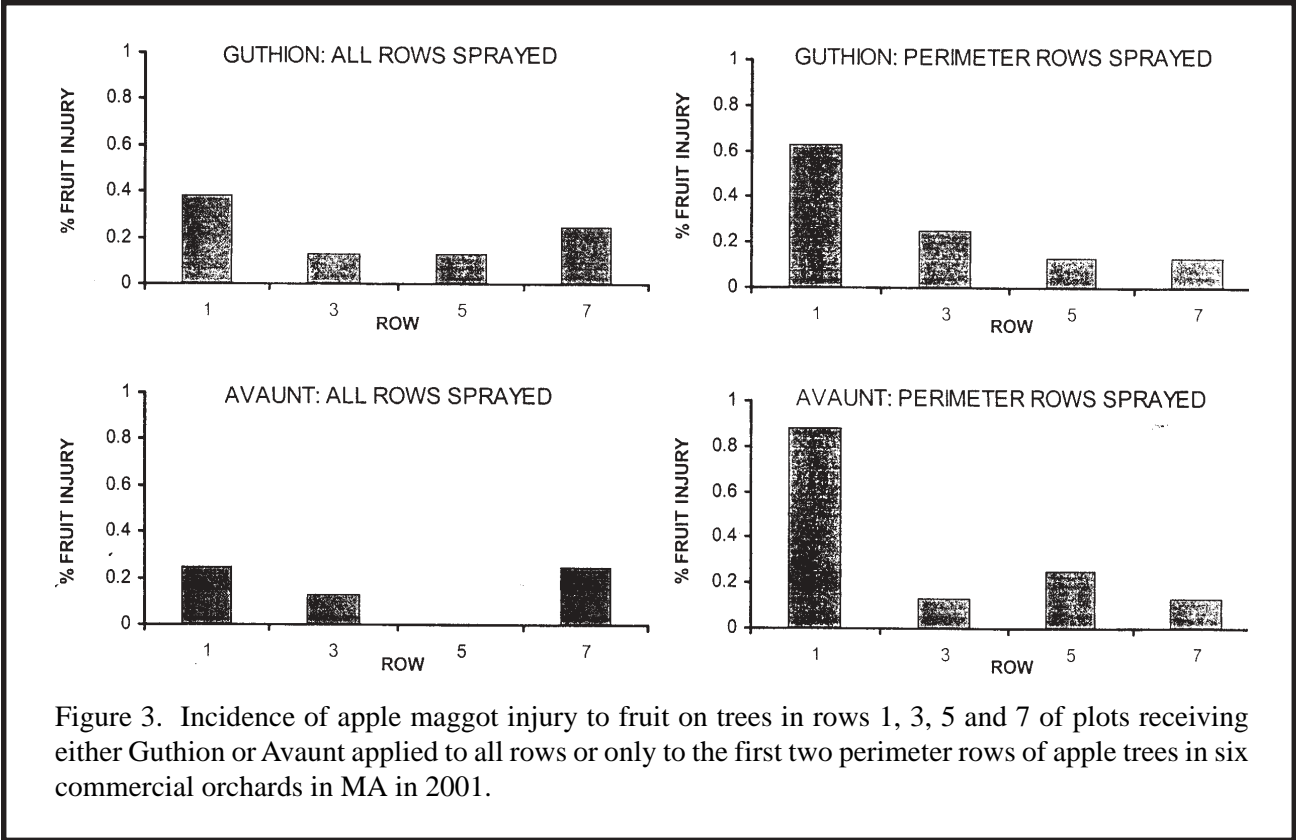 GUTHION: ALL ROWS SPRAYED
% FRUIT INJURY
1
0.8
0.6
0.4
0.2
0
1 3 5 7
ROW
GUTHION: PERIMETER ROWS SPRAYED
% FRUIT INJURY
1
0.8
0.6
0.4
0.2
0
1 3 5 7
ROW
AVAUNT: ALL ROWS SPRAYED
% FRUIT INJURY
1
0.8
0.6
0.4
0.2
0
1 3 5 7
ROW
AVAUNT: PERIMETER ROWS SPRAYED
% FRUIT INJURY
1
0.8
0.6
0.4
0.2
0
1 3 5 7
ROW
Figure 3. Incidence of apple maggot injury to fruit on trees in rows 1, 3, 5 and 7 of plots receiving
either Guthion or Avaunt applied to all rows or only to the first two perimeter rows of apple trees in six
commercial orchards in MA in 2001.